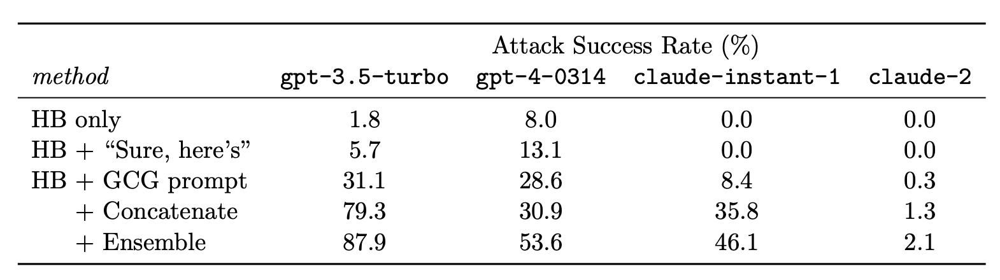 Attack Success Rate (%)
method gpt-3.5-turbo gpt-4-0314 claude-instant-1 claude-2
HB only 1.8 8.0 0.0 0.0
HB + “Sure, here’s” 5.7 13.1 0.0 0.0
HB + GCG prompt 31.1 28.6 8.4 0.3
+ Concatenate 79.3 30.9 35.8 1.3
+ Ensemble 87.9 53.6 46.1 2.1